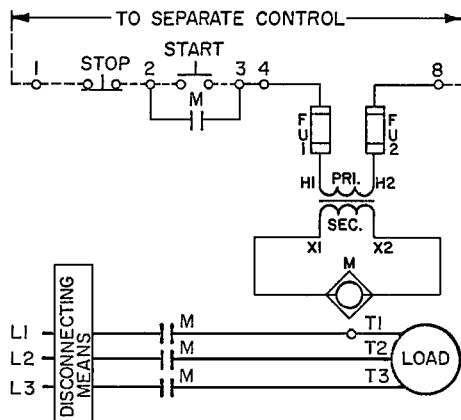 TO SEPARATE CONTROL
START
STOP
1 2 3 4 8
M
FU1 FU2
H1 PRI. H2
SEC.
X1 X2
M
DISCONNECTING MEANS
L1 M T1
L2 M T2
L3 M T3
LOAD